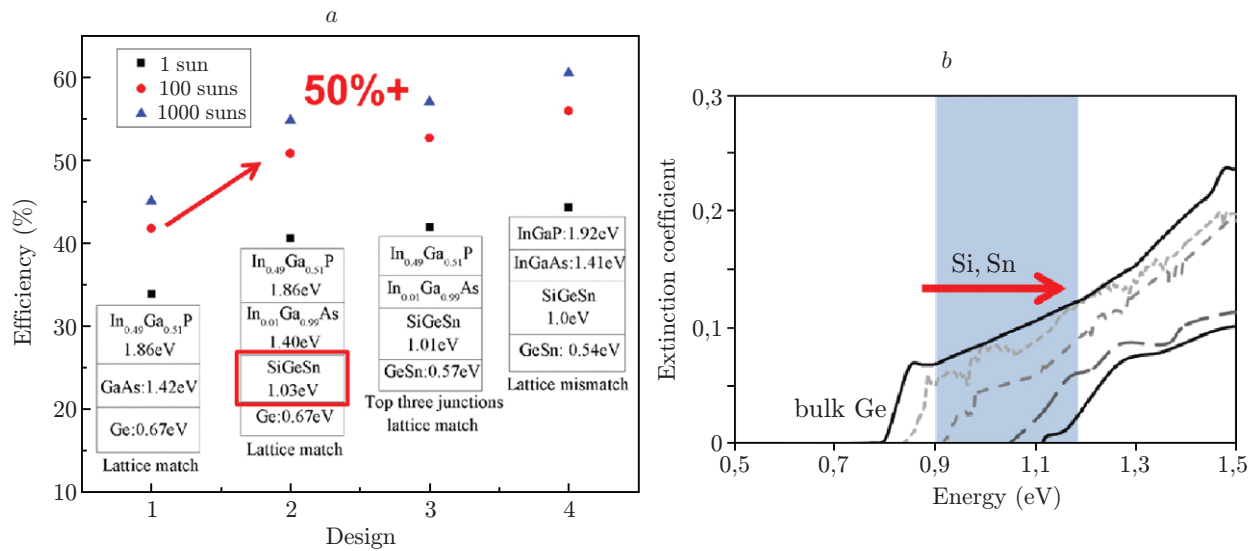 a
60
50
40
30
20
10
Efficiency (%)
1 sun
100 suns
1000 suns
50%+
In0.49Ga0.51P
1.86eV
GaAs:1.42eV
Ge:0.67eV
Lattice match
In0.49Ga0.51P
1.86eV
In0.01Ga0.99As
1.40eV
SiGeSn
1.03eV
Ge:0.67eV
Lattice match
In0.49Ga0.51P
In0.01Ga0.99As
SiGeSn
1.01eV
GeSn:0.57eV
Top three junctions
lattice match
InGaP:1.92eV
InGaAs:1.41eV
SiGeSn
1.0eV
GeSn: 0.54eV
Lattice mismatch
1 2 3 4
Design
b
0,3
0,2
0,1
0
Extinction coefficient
Si, Sn
bulk Ge
0,5 0,7 0,9 1,1 1,3 1,5
Energy (eV)